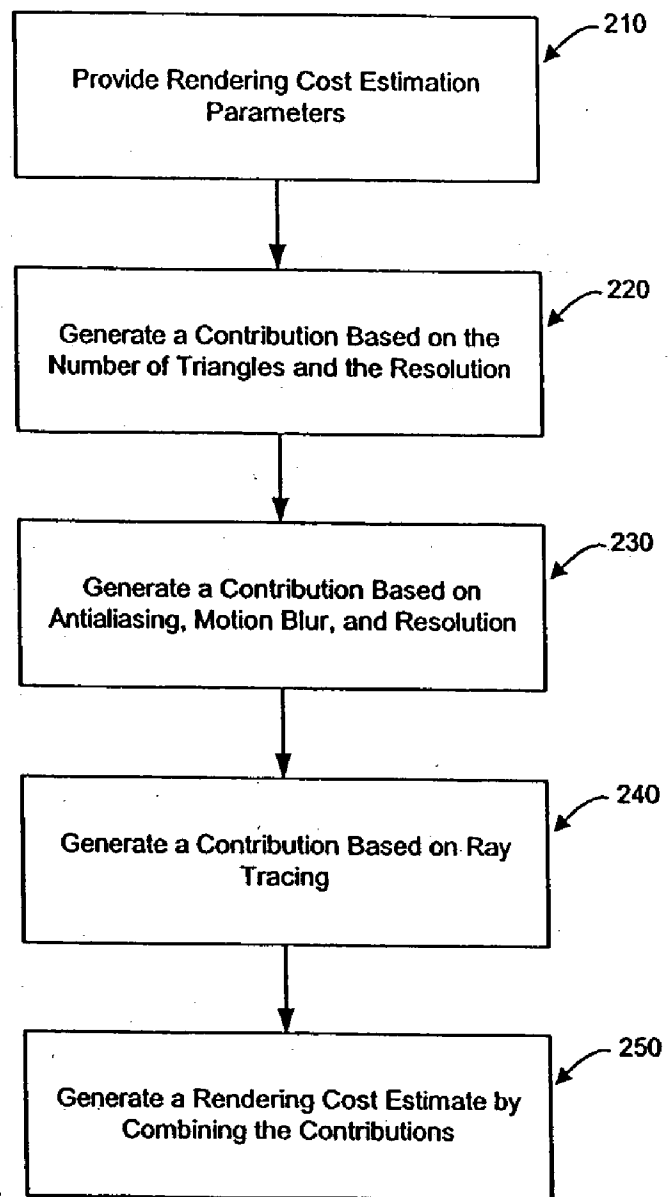 210
Provide Rendering Cost Estimation
Parameters
220
Generate a Contribution Based on the
Number of Triangles and the Resolution
230
Generate a Contribution Based on
Antialiasing, Motion Blur, and Resolution
240
Generate a Contribution Based on Ray
Tracing
250
Generate a Rendering Cost Estimate by
Combining the Contributions